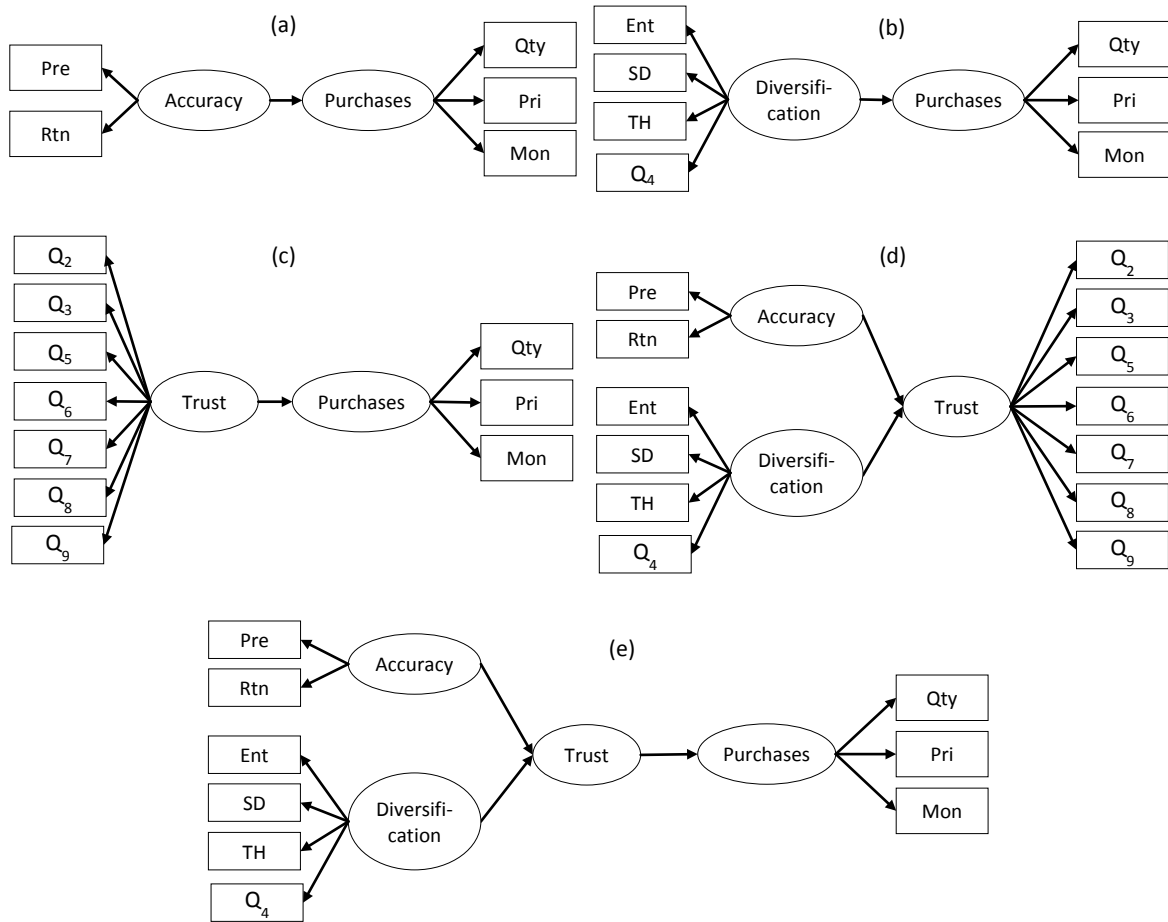 (a)
Pre
Rtn
Accuracy
Purchases
Qty
Pri
Mon
(b)
Ent
SD
TH
Q4
Diversifi-
cation
Purchases
Qty
Pri
Mon
(c)
Q2
Q3
Q5
Q6
Q7
Q8
Q9
Trust
Purchases
Qty
Pri
Mon
(d)
Pre
Rtn
Accuracy
Ent
SD
TH
Q4
Diversifi-
cation
Trust
Q2
Q3
Q5
Q6
Q7
Q8
Q9
(e)
Pre
Rtn
Accuracy
Ent
SD
TH
Q4
Diversifi-
cation
Trust
Purchases
Qty
Pri
Mon